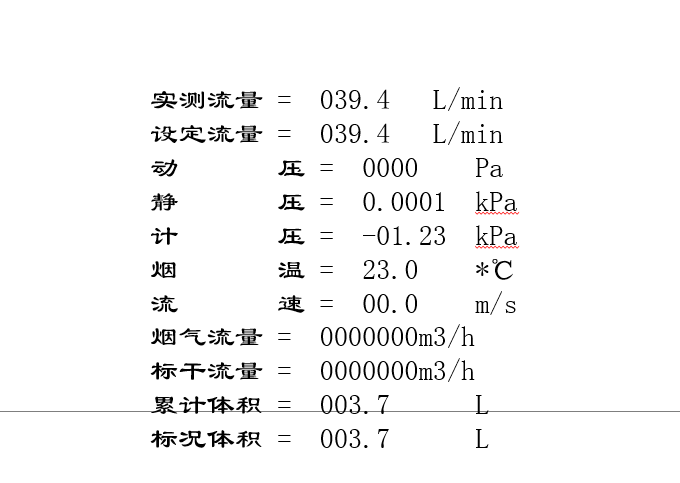 实测流量 = 039.4 L/min
设定流量 = 039.4 L/min
动 压 = 0000 Pa
静 压 = 0.0001 kPa
计 压 = -01.23 kPa
烟 温 = 23.0 *℃
流 速 = 00.0 m/s
烟气流量 = 0000000m3/h
标干流量 = 0000000m3/h
累计体积 = 003.7 L
标况体积 = 003.7 L